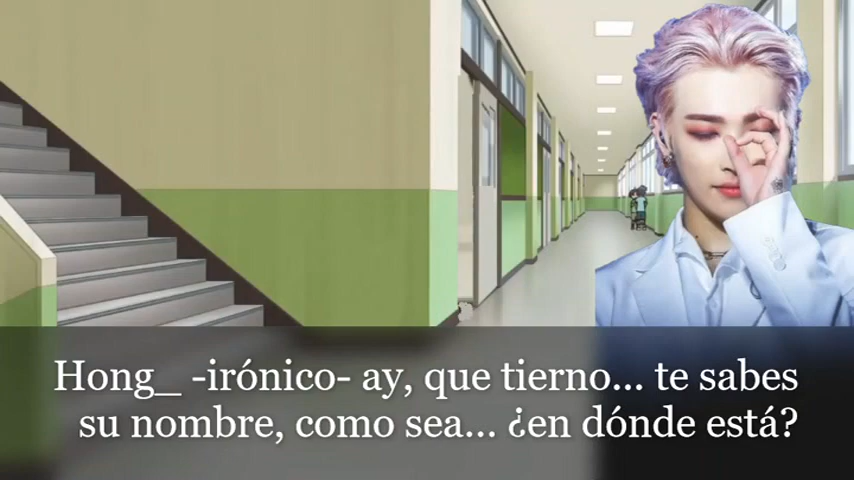 Hong_ -irónico- ay, que tierno... te sabes
su nombre, como sea... ¿en dónde está?